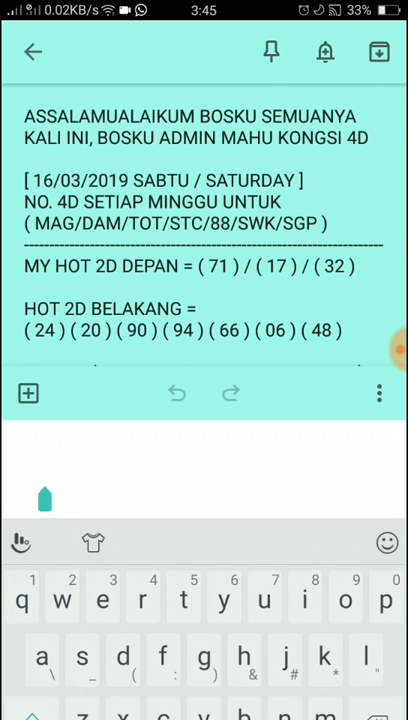 0.02KB/s 3:45 33%
ASSALAMUALAIKUM BOSKU SEMUANYA
KALI INI, BOSKU ADMIN MAHU KONGSI 4D
[ 16/03/2019 SABTU / SATURDAY ]
NO. 4D SETIAP MINGGU UNTUK
( MAG/DAM/TOT/STC/88/SWK/SGP )
----------------------------------------------------------------
MY HOT 2D DEPAN = ( 71 ) / ( 17 ) / ( 32 )
HOT 2D BELAKANG =
( 24 ) ( 20 ) ( 90 ) ( 94 ) ( 66 ) ( 06 ) ( 48 )
1 2 3 4 5 6 7 8 9 0
q w e r t y u i o p
a s d f g h j k l
\ _ ( : ) & # * "
z x c v b n m